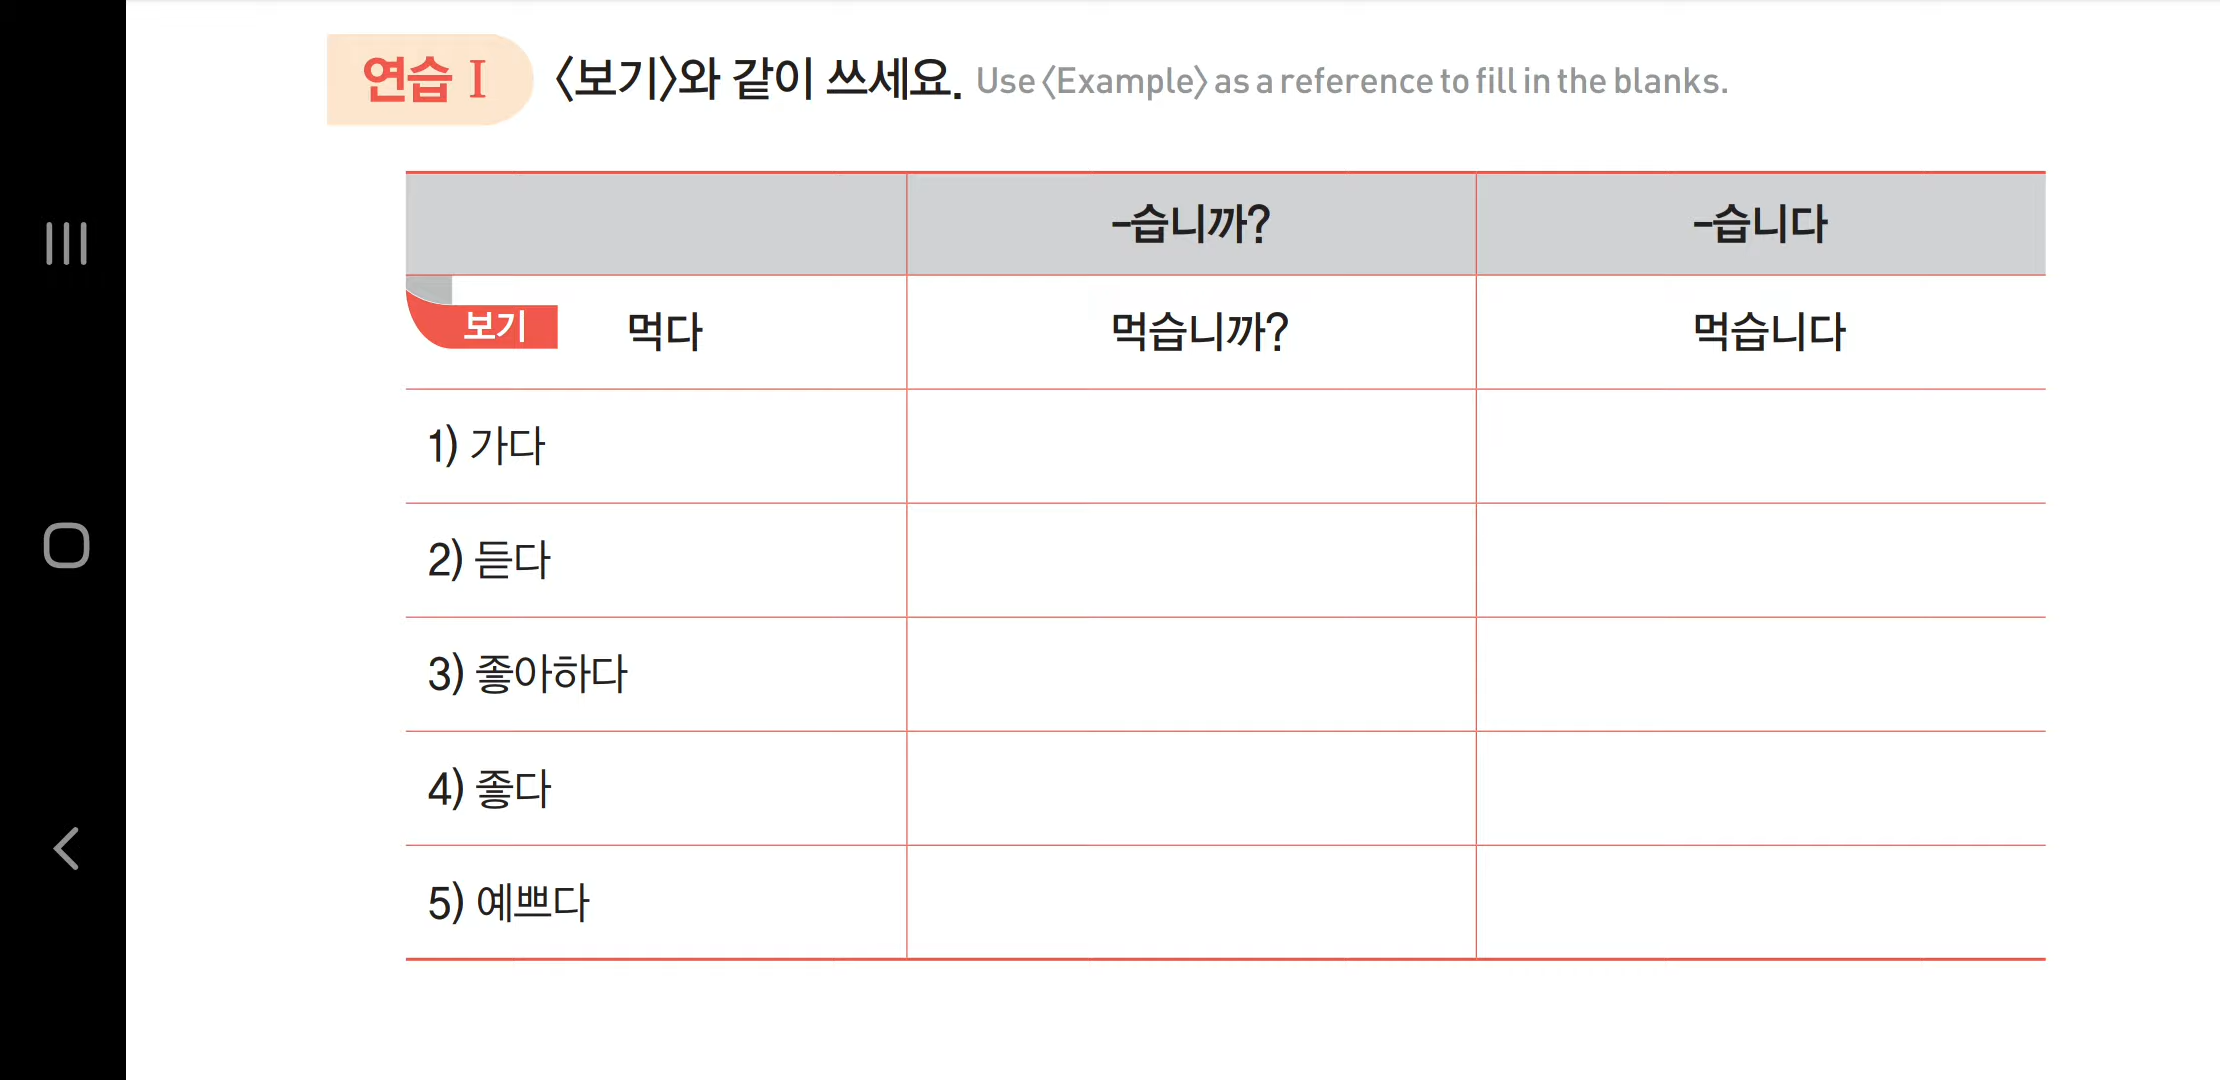 연습 I 〈보기〉와 같이 쓰세요. Use 〈Example〉 as a reference to fill in the blanks.
-습니까? -습니다
보기 먹다 먹습니까? 먹습니다
1) 가다
2) 듣다
3) 좋아하다
4) 좋다
5) 예쁘다